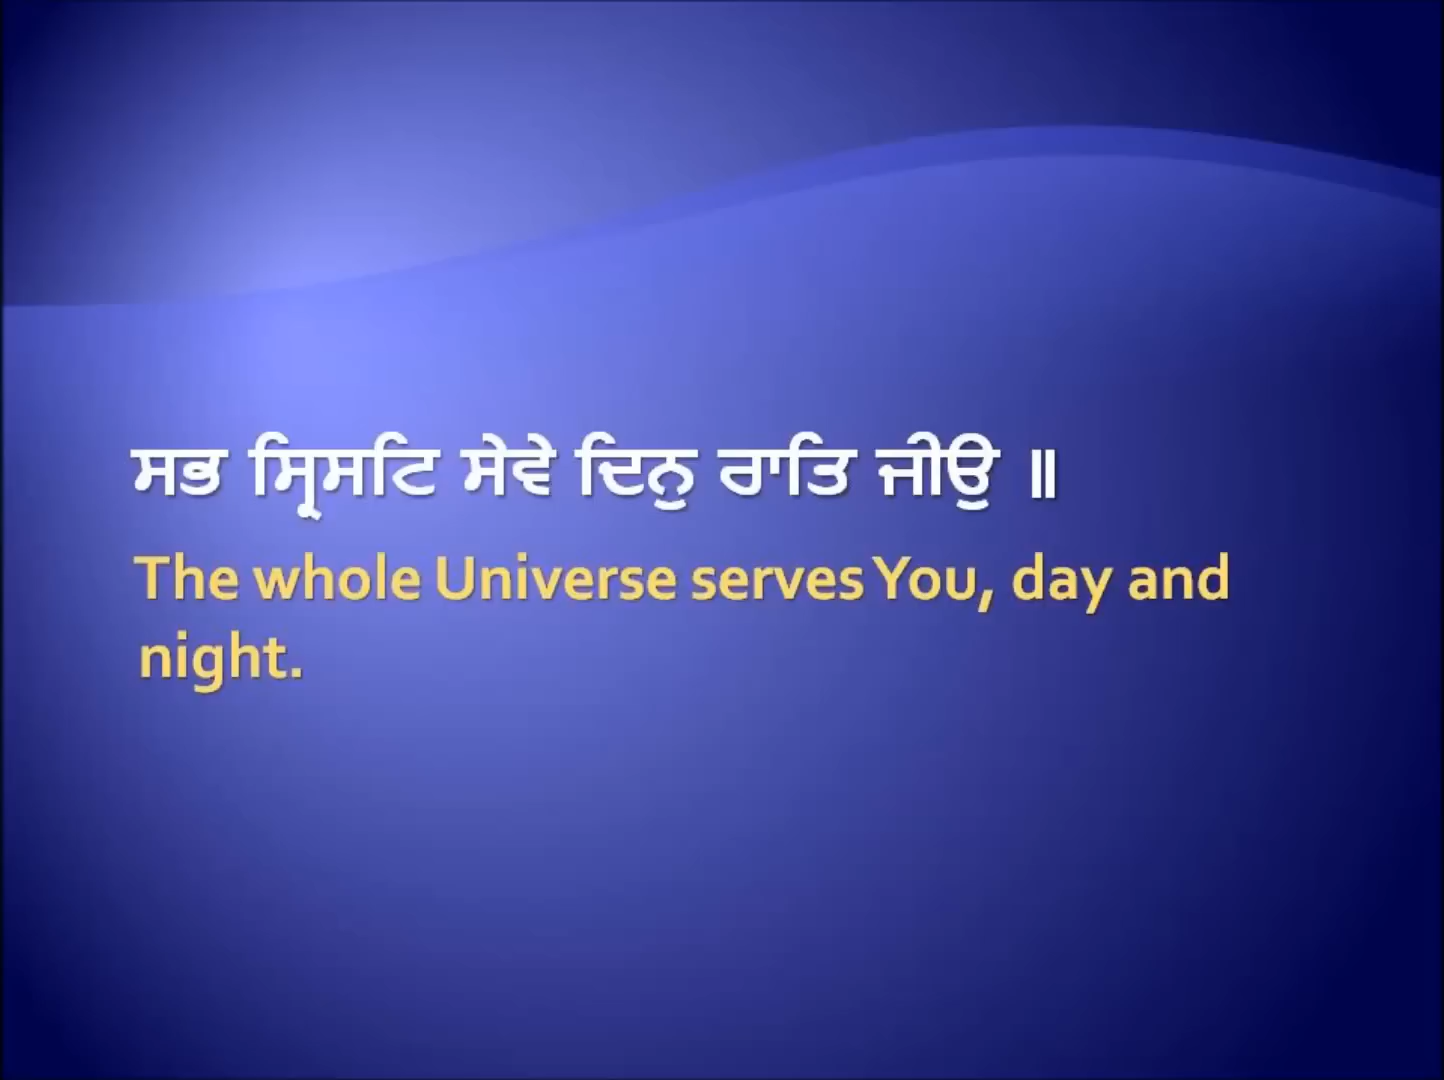 ਸਭ ਸ੍ਰਿਸਟਿ ਸੇਵੇ ਦਿਨੁ ਰਾਤਿ ਜੀਉ ॥
The whole Universe serves You, day and
night.